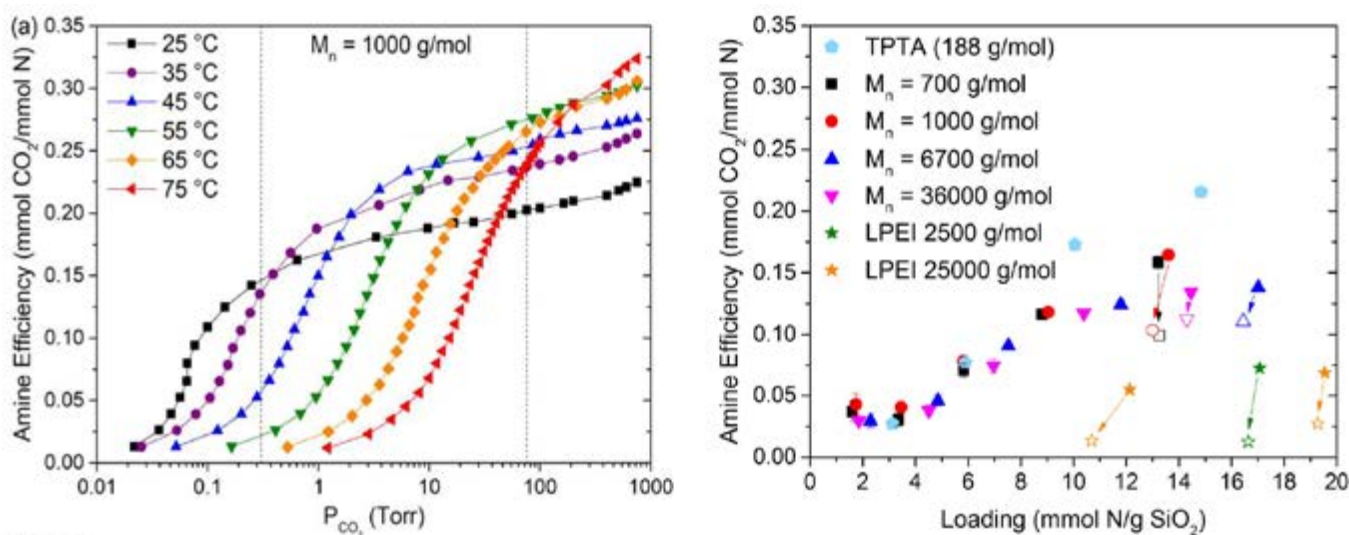 (a)
25 °C
35 °C
45 °C
55 °C
65 °C
75 °C
Mₙ = 1000 g/mol
Amine Efficiency (mmol CO₂/mmol N)
0.35
0.30
0.25
0.20
0.15
0.10
0.05
0.00
0.01 0.1 1 10 100 1000
P_CO₂ (Torr)
TPTA (188 g/mol)
Mₙ = 700 g/mol
Mₙ = 1000 g/mol
Mₙ = 6700 g/mol
Mₙ = 36000 g/mol
LPEI 2500 g/mol
LPEI 25000 g/mol
Amine Efficiency (mmol CO₂/mmol N)
0.35
0.30
0.25
0.20
0.15
0.10
0.05
0.00
0 2 4 6 8 10 12 14 16 18 20
Loading (mmol N/g SiO₂)